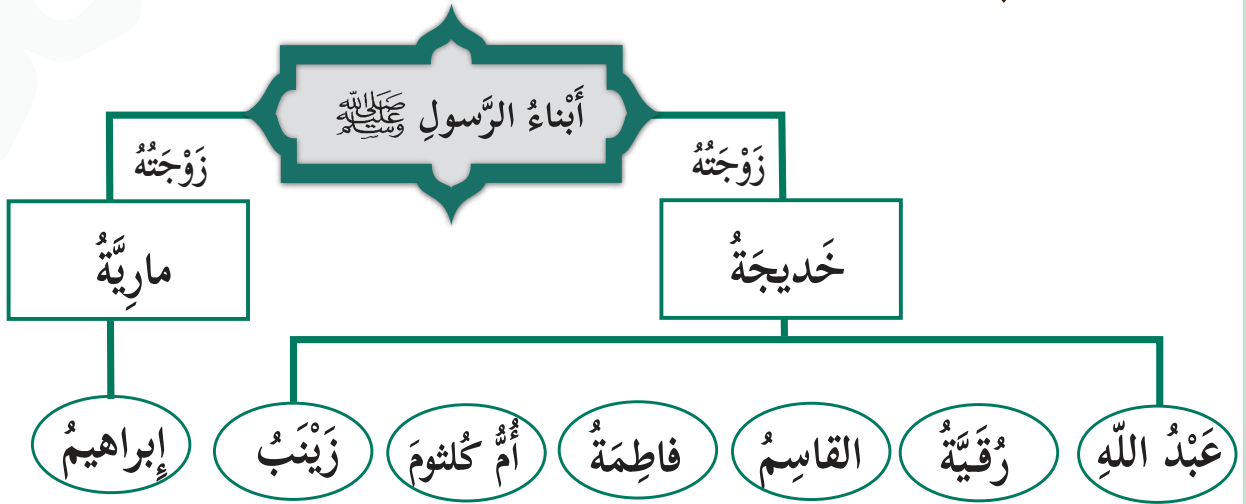 أَبْناءُ الرَّسولِ ﷺ
زَوْجَتُهُ
زَوْجَتُهُ
خَديجَةُ
مارِيَّةُ
عَبْدُ اللّهِ
رُقَيَّةُ
القاسِمُ
فاطِمَةُ
أُمُّ كُلثومَ
زَيْنَبُ
إِبراهيمُ